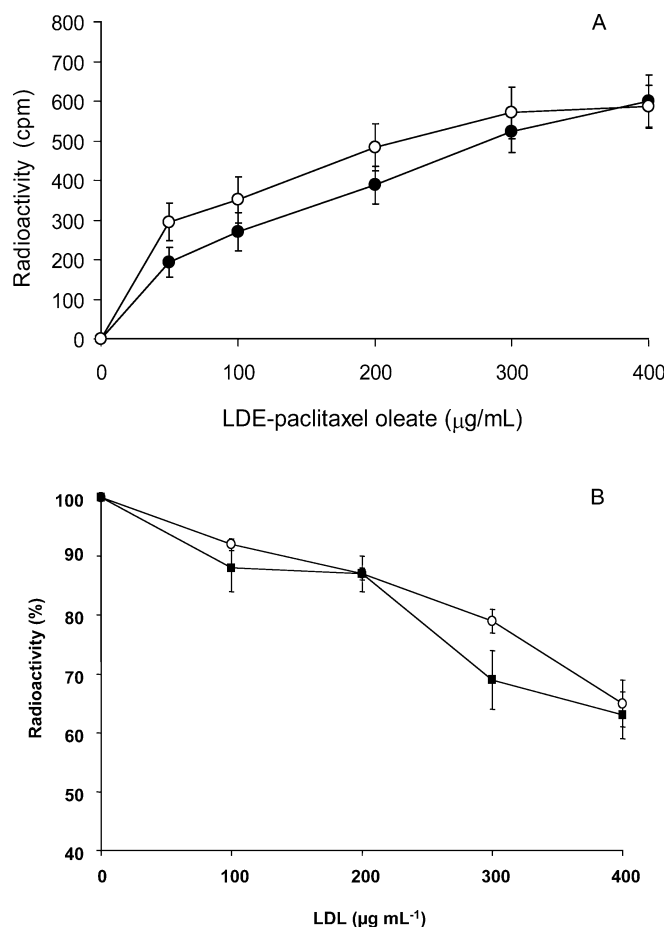 A
800
700
600
500
400
300
200
100
0
Radioactivity (cpm)
0 100 200 300 400
LDE-paclitaxel oleate (μg/mL)
B
100
90
80
70
60
50
40
Radioactivity (%)
0 100 200 300 400
LDL (µg mL⁻¹)